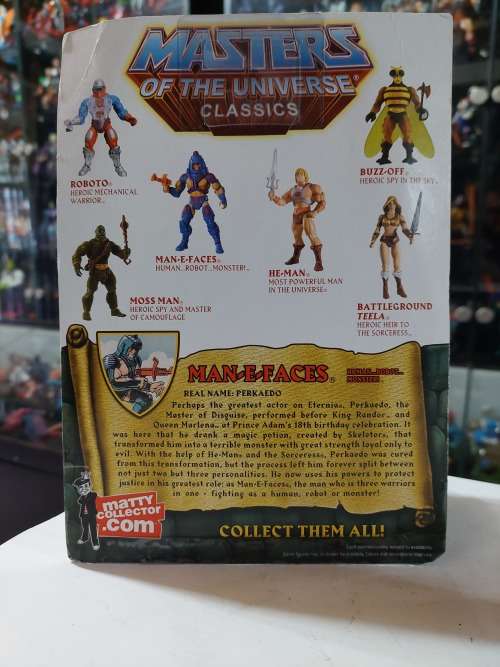 MASTERS
OF THE UNIVERSE®
CLASSICS
ROBOTO®
HEROIC MECHANICAL
WARRIOR™
BUZZ-OFF®
HEROIC SPY IN THE SKY™
MAN-E-FACES®
HUMAN...ROBOT...MONSTER!™
HE-MAN®
MOST POWERFUL MAN
IN THE UNIVERSE®
MOSS MAN®
HEROIC SPY AND MASTER
OF CAMOUFLAGE
BATTLEGROUND
TEELA®
HEROIC HEIR TO
THE SORCERESS™
MAN-E-FACES® HUMAN...ROBOT...
MONSTER!
REAL NAME: PERKAEDO
Perhaps the greatest actor on Eternia®, Perkaedo, the
Master of Disguise, performed before King Randor™ and
Queen Marlena™ at Prince Adam's 18th birthday celebration. It
was here that he drank a magic potion, created by Skeletor®, that
transformed him into a terrible monster with great strength loyal only to
evil. With the help of He-Man® and the Sorceress®, Perkaedo was cured
from this transformation, but the process left him forever split between
not just two but three personalities. He now uses his powers to protect
justice in his greatest role: as Man-E-Faces®, the man who is three warriors
in one - fighting as a human, robot or monster!
MATTY
COLLECTOR
.com
COLLECT THEM ALL!